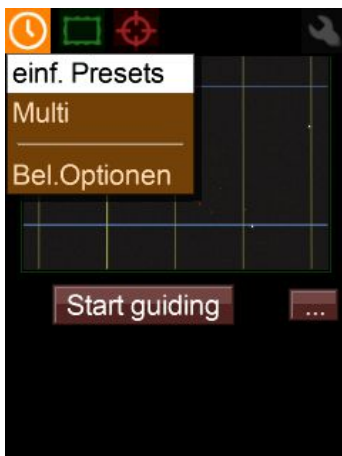 einf. Presets
Multi
Bel.Optionen
Start guiding
...